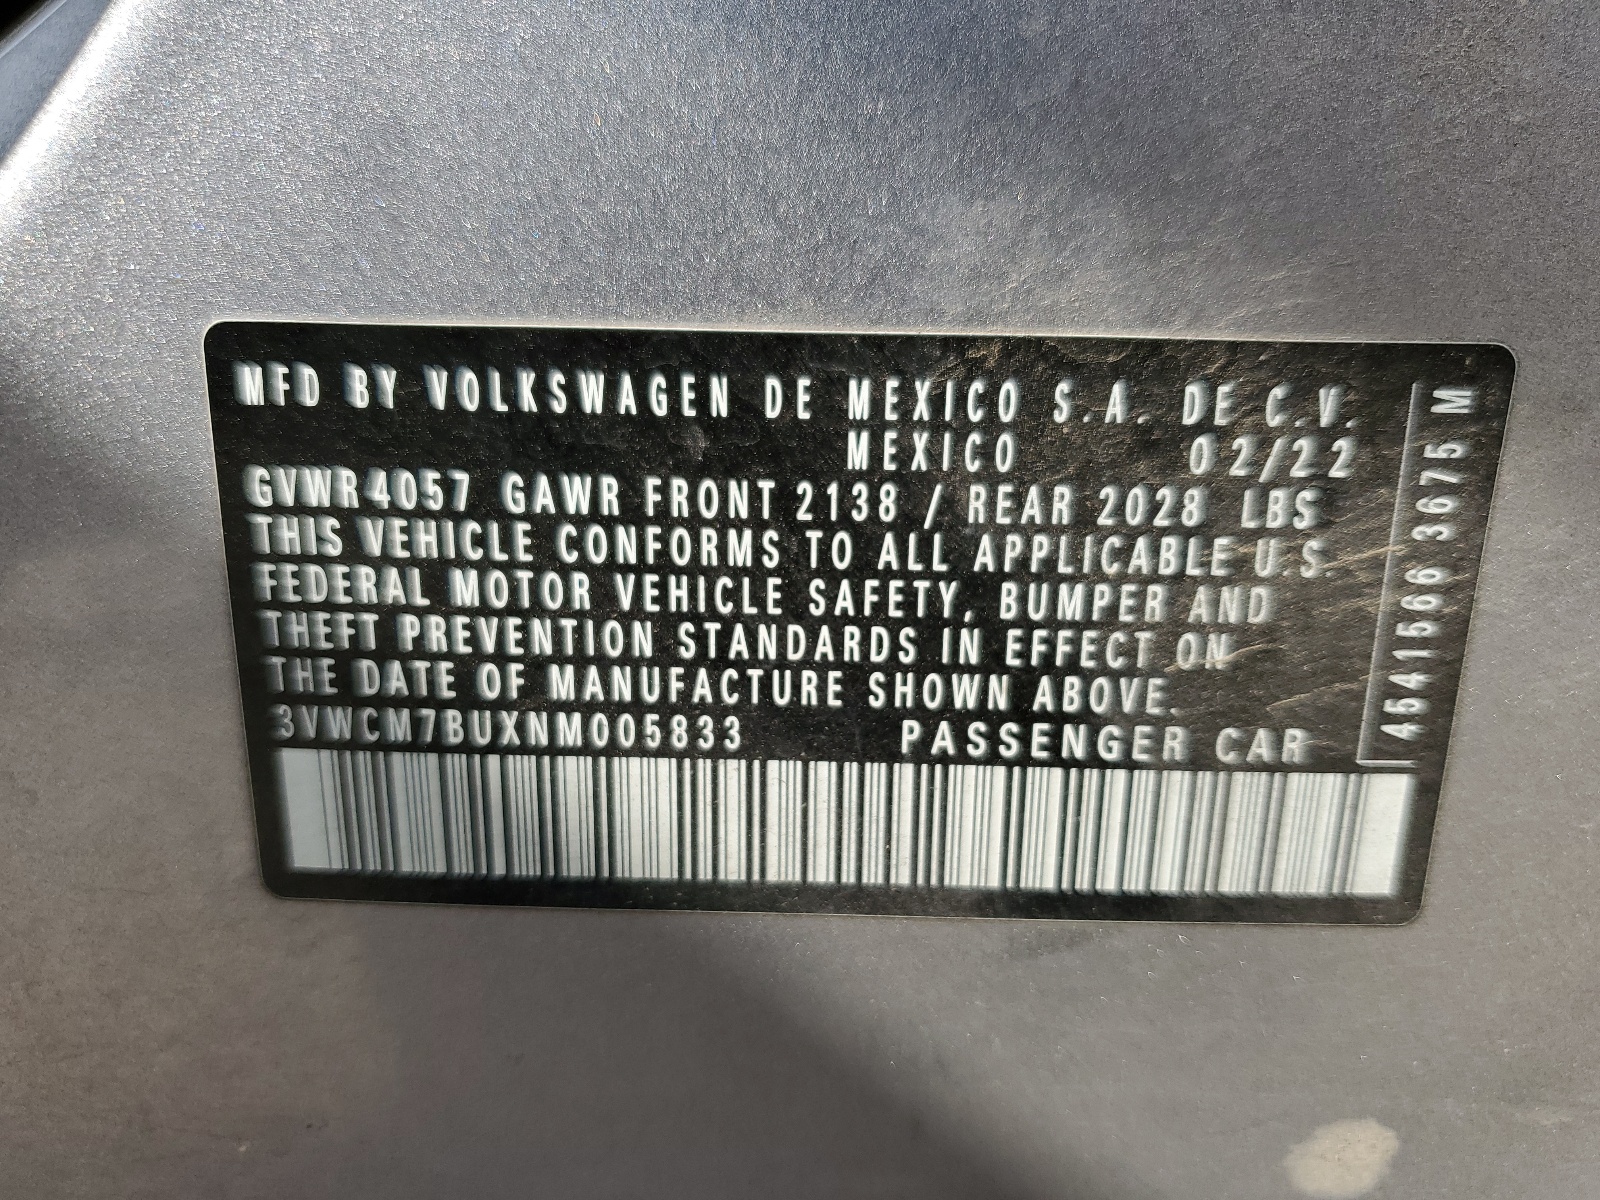 MFD BY VOLKSWAGEN DE MEXICO S.A. DE C.V.
MEXICO 02/22
GVWR4057 GAWR FRONT 2138 / REAR 2028 LBS
THIS VEHICLE CONFORMS TO ALL APPLICABLE U.S.
FEDERAL MOTOR VEHICLE SAFETY, BUMPER AND
THEFT PREVENTION STANDARDS IN EFFECT ON
THE DATE OF MANUFACTURE SHOWN ABOVE.
3VWCM7BUXNM005833 PASSENGER CAR
4541566 3675 M